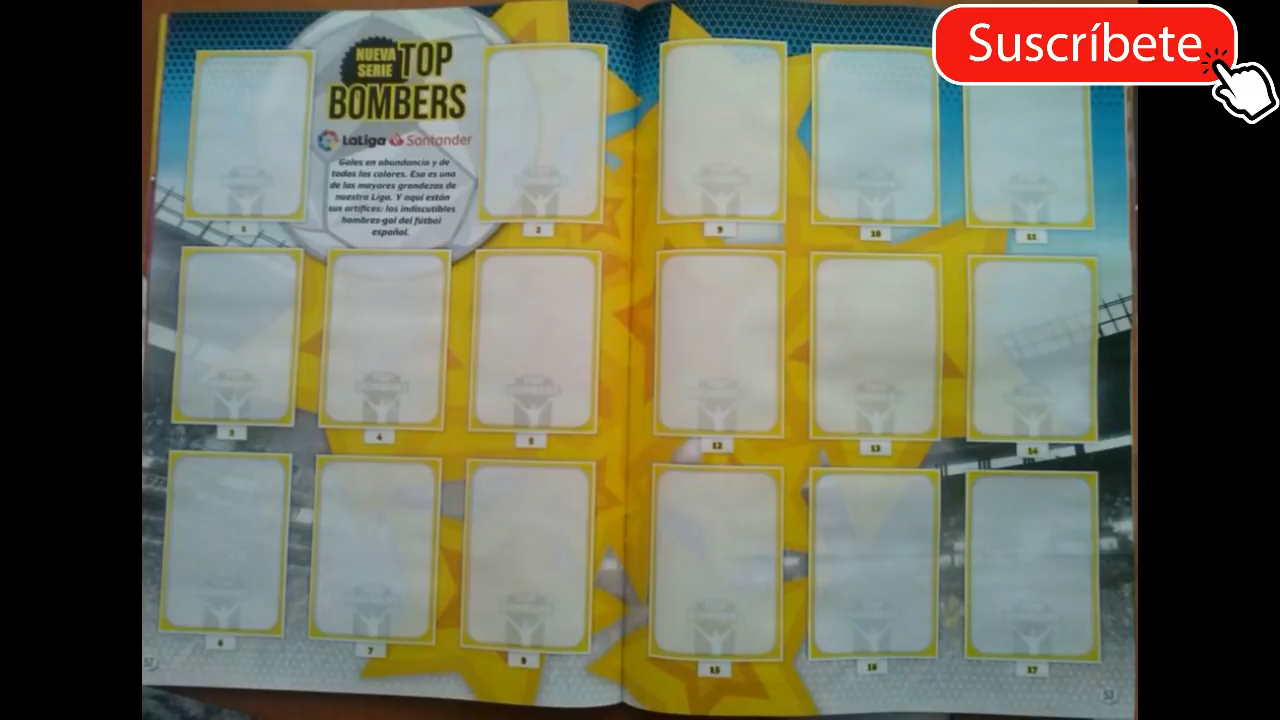 Suscríbete
NUEVA
SERIE
TOP
BOMBERS
LaLiga Santander
Goles en abundancia y de
todos los colores. Esa es una
de las mayores grandezas de
nuestra Liga. Y aquí están
sus artífices: los indiscutibles
hombres-gol del fútbol
español.
1
2
9
10
11
3
4
5
12
13
14
6
7
8
15
16
17
52
53